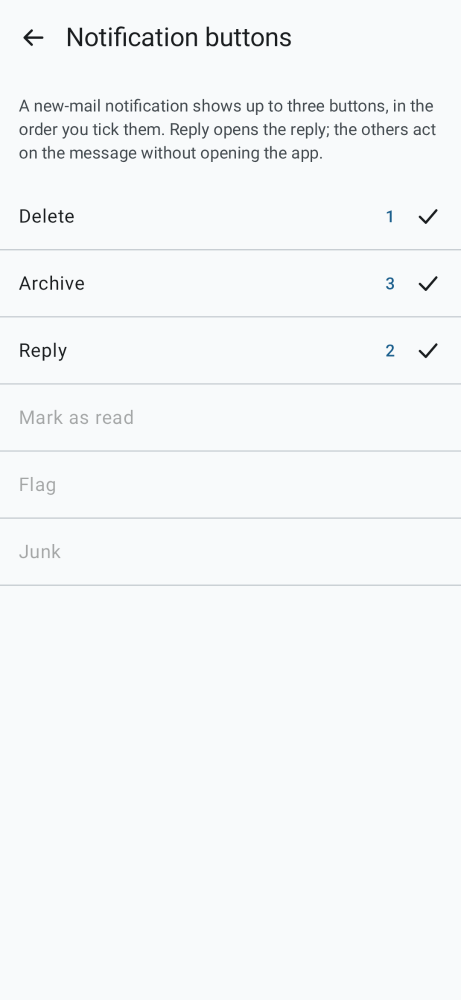 Notification buttons
A new-mail notification shows up to three buttons, in the
order you tick them. Reply opens the reply; the others act
on the message without opening the app.
Delete 1
Archive 3
Reply 2
Mark as read
Flag
Junk